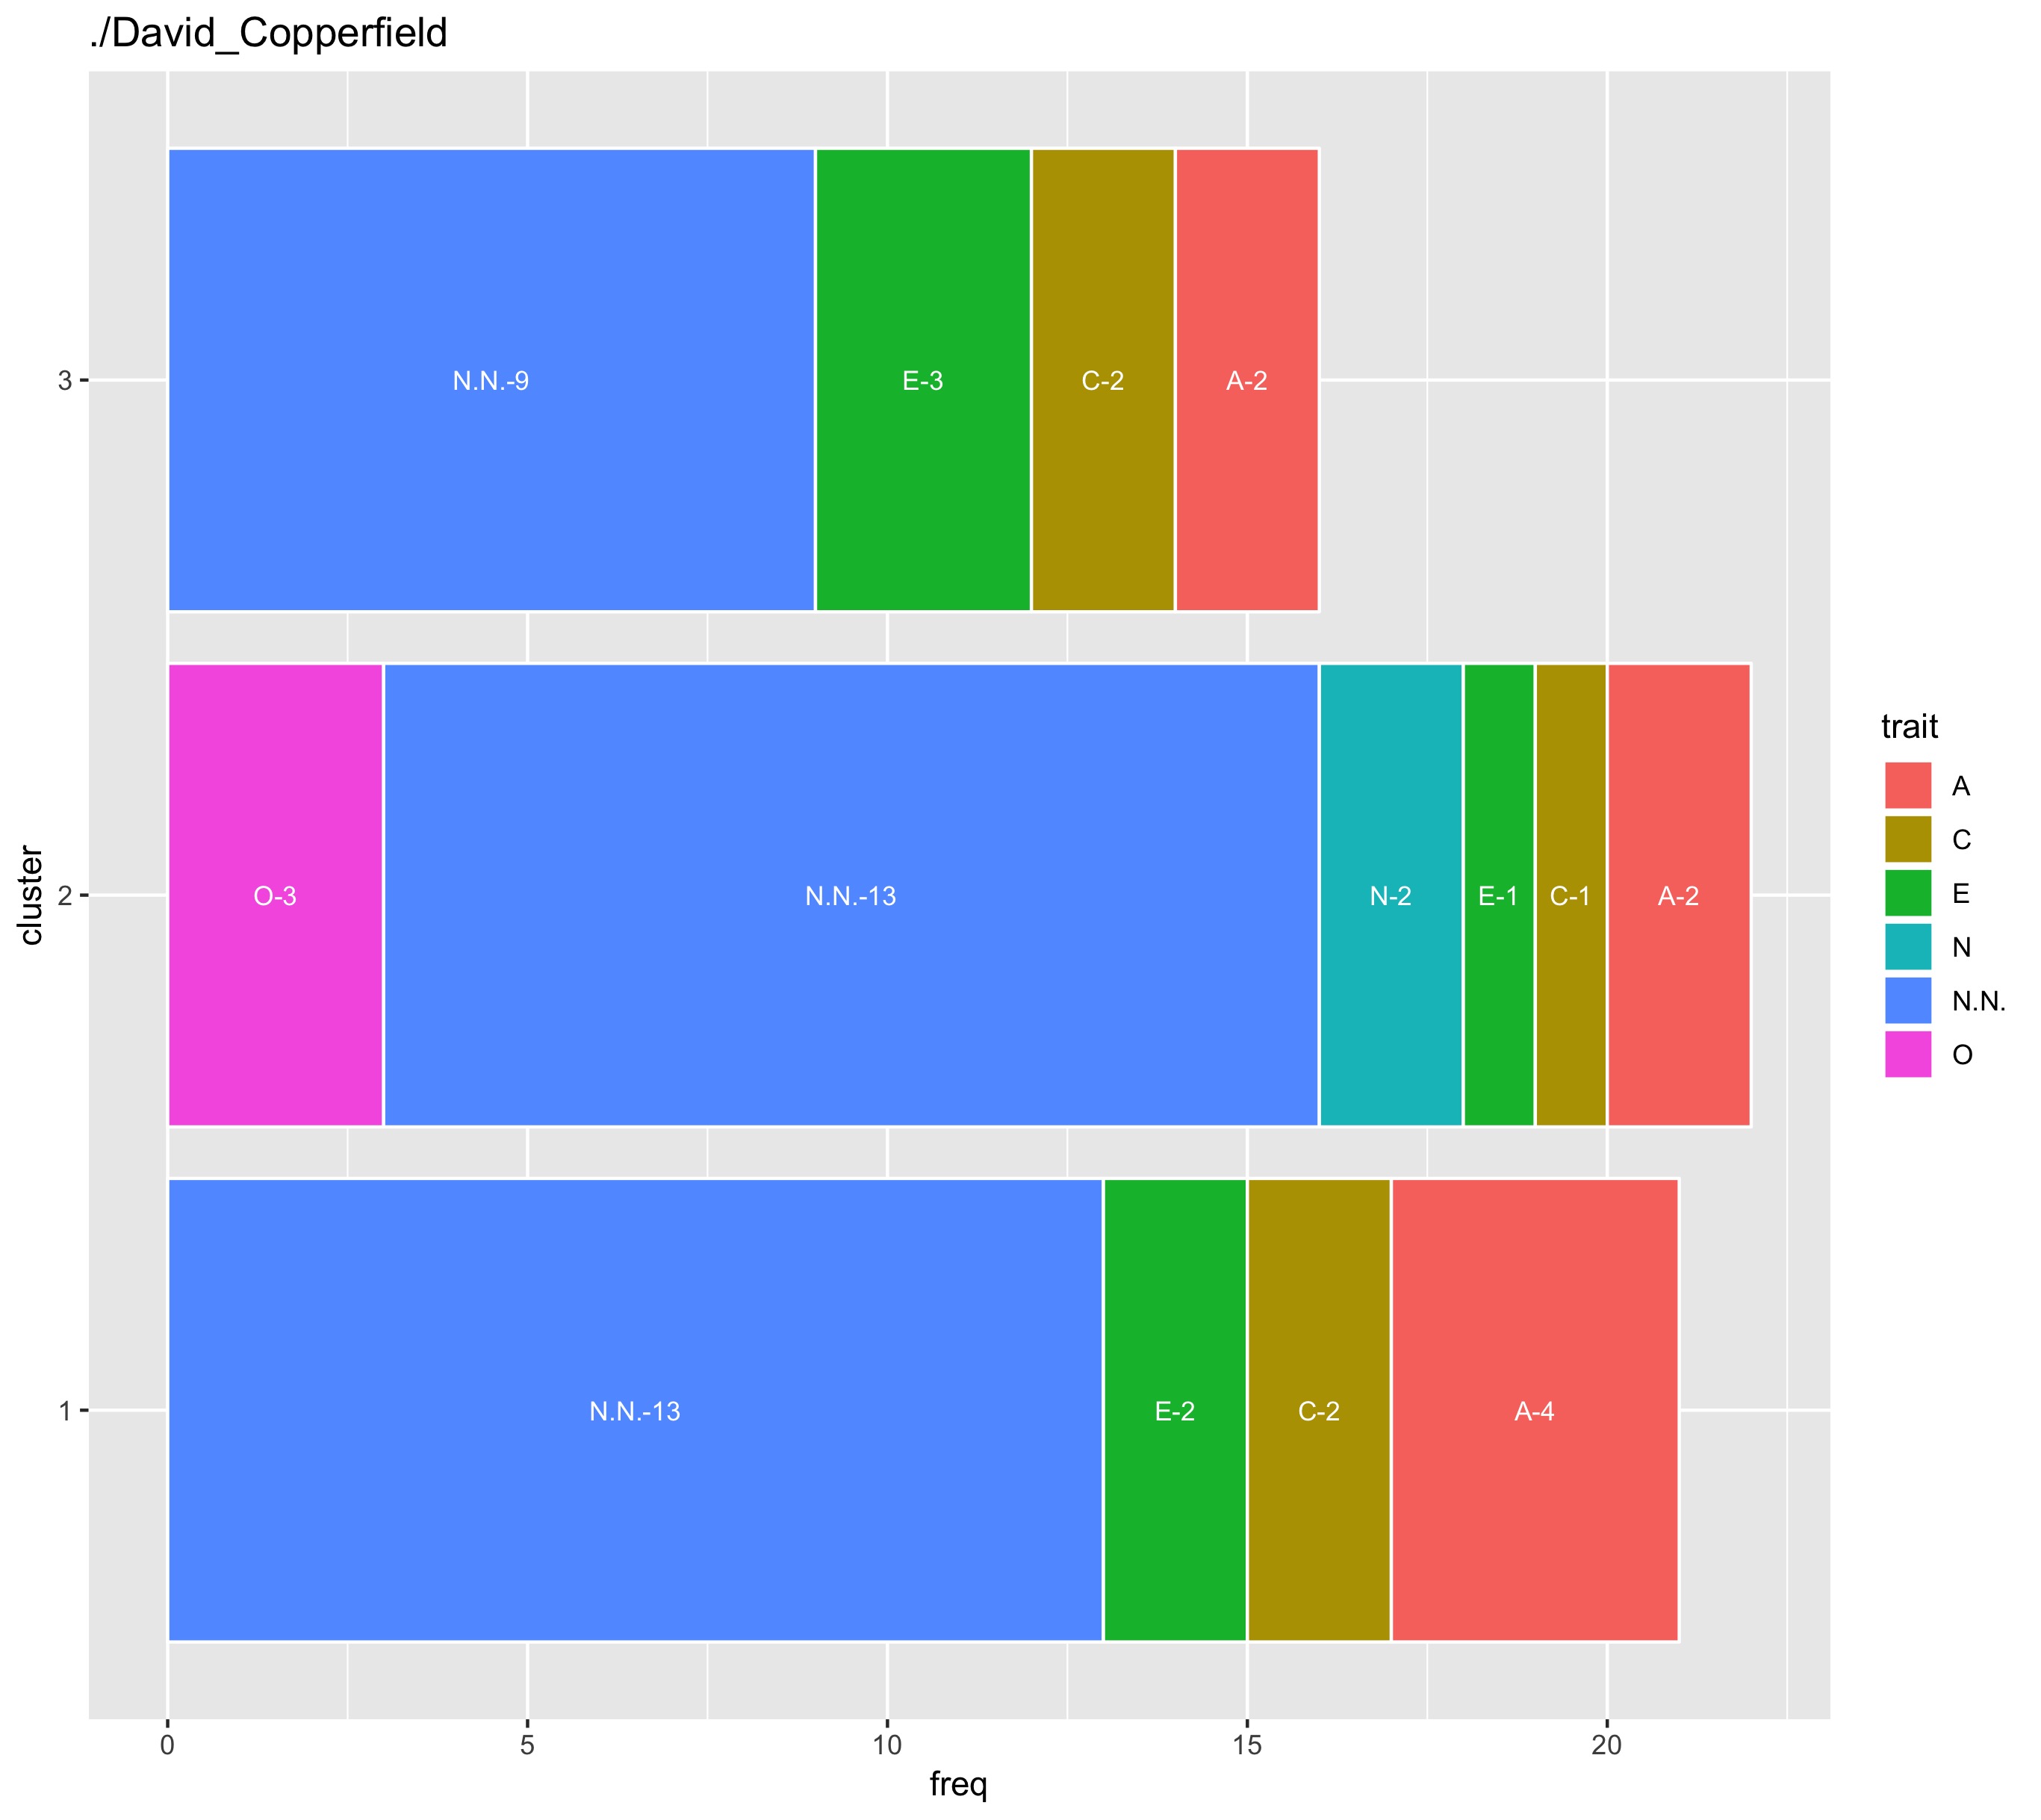 ./David_Copperfield
3
N.N.-9
E-3
C-2
A-2
cluster
2
O-3
N.N.-13
N-2
E-1
C-1
A-2
1
N.N.-13
E-2
C-2
A-4
0
5
10
15
20
freq
trait
A
C
E
N
N.N.
O